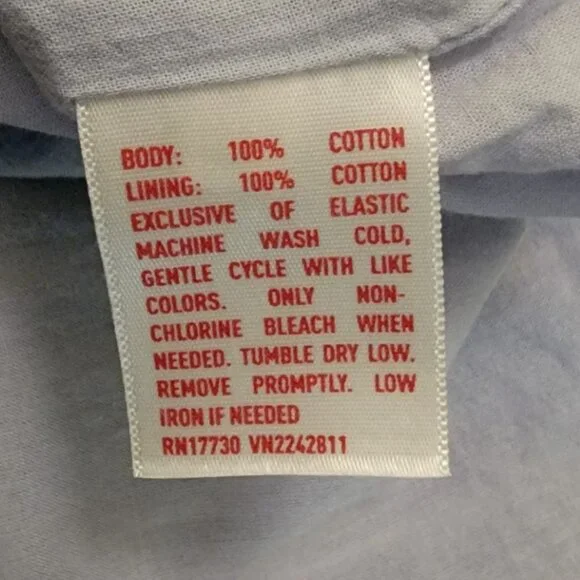 BODY: 100% COTTON
LINING: 100% COTTON
EXCLUSIVE OF ELASTIC
MACHINE WASH COLD,
GENTLE CYCLE WITH LIKE
COLORS. ONLY NON-
CHLORINE BLEACH WHEN
NEEDED. TUMBLE DRY LOW.
REMOVE PROMPTLY. LOW
IRON IF NEEDED
RN17730 VN2242811